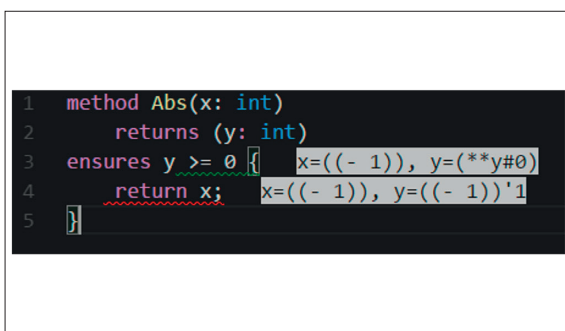 1 method Abs(x: int)
2 returns (y: int)
3 ensures y >= 0 { x=((- 1)), y=(**y#0)
4 return x; x=((- 1)), y=((- 1))'1
5 }